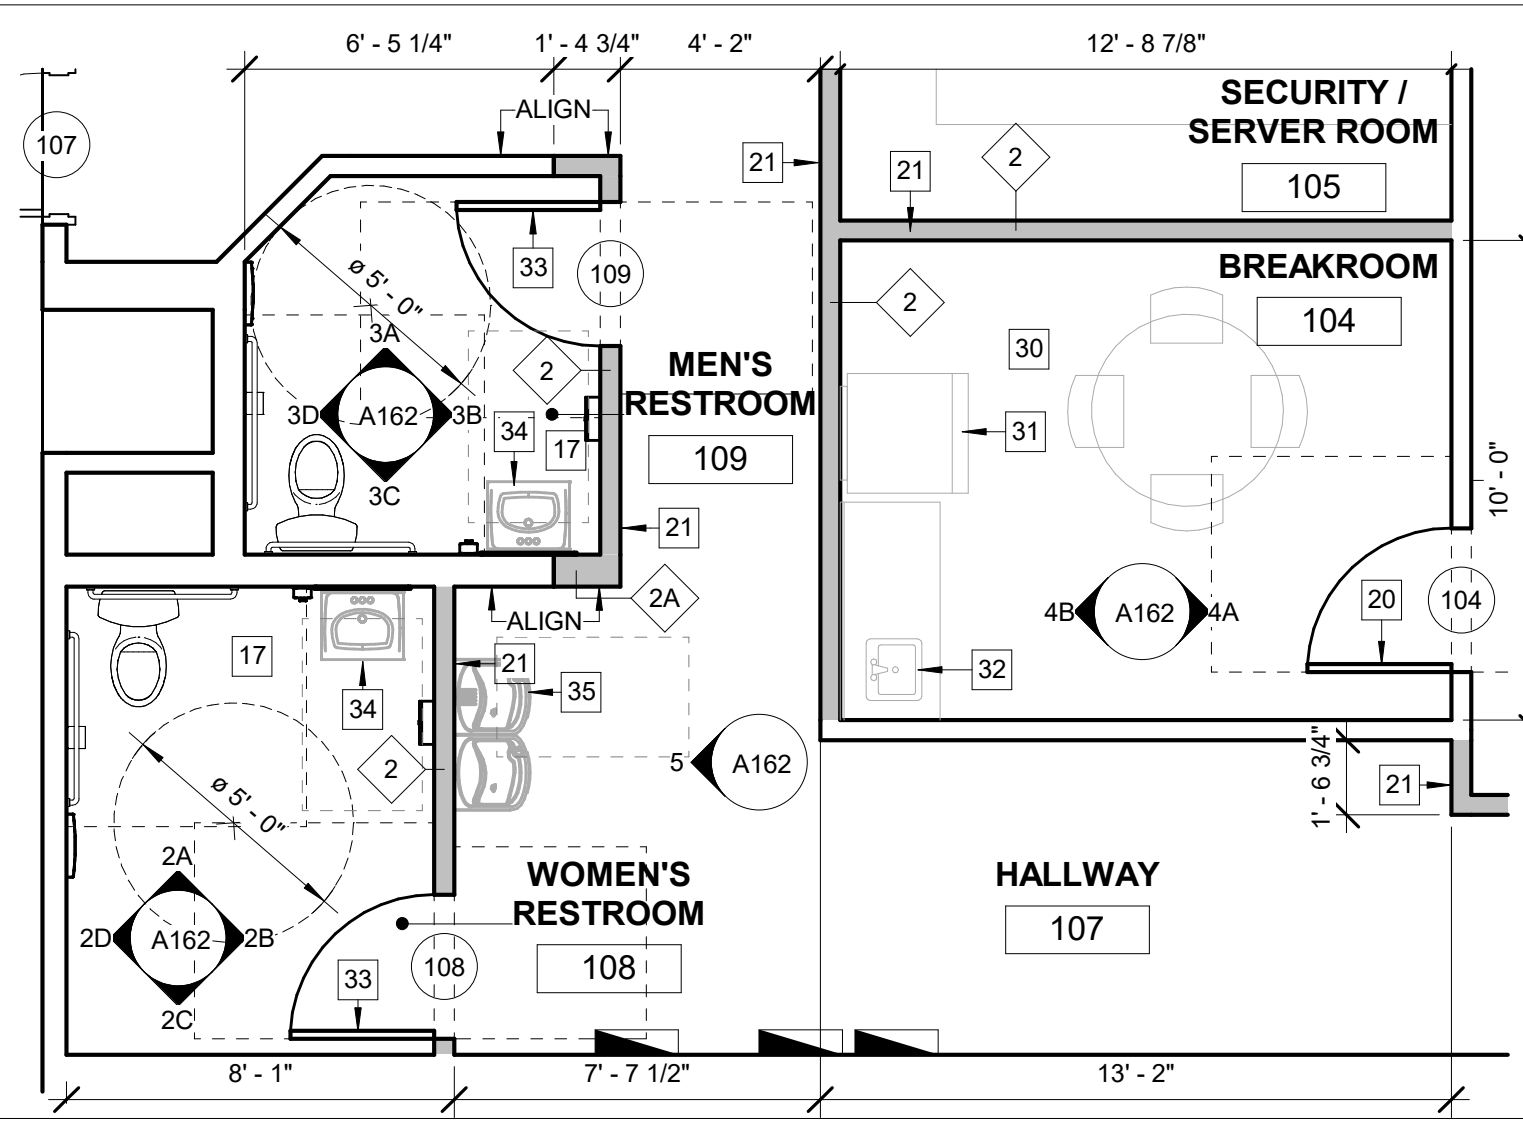 6' - 5 1/4"
1' - 4 3/4"
4' - 2"
12' - 8 7/8"
SECURITY /
SERVER ROOM
105
ALIGN
107
21
21
2
33
109
BREAKROOM
104
2
ø 5' - 0"
3A
3D
A162
3B
3C
2
34
17
MEN'S
RESTROOM
109
30
31
10' - 0"
21
2A
ALIGN
21
35
17
34
4B
A162
4A
20
104
32
2
5
A162
1' - 6 3/4"
21
ø 5' - 0"
2A
2D
A162
2B
2C
WOMEN'S
RESTROOM
108
108
33
HALLWAY
107
8' - 1"
7' - 7 1/2"
13' - 2"